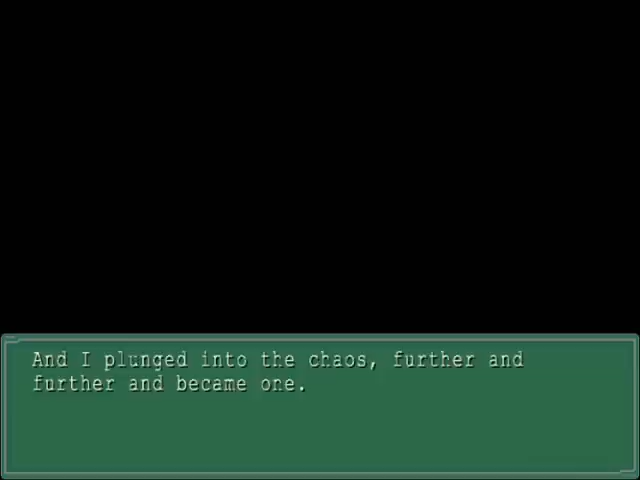 And I plunged into the chaos, further and
further and became one.